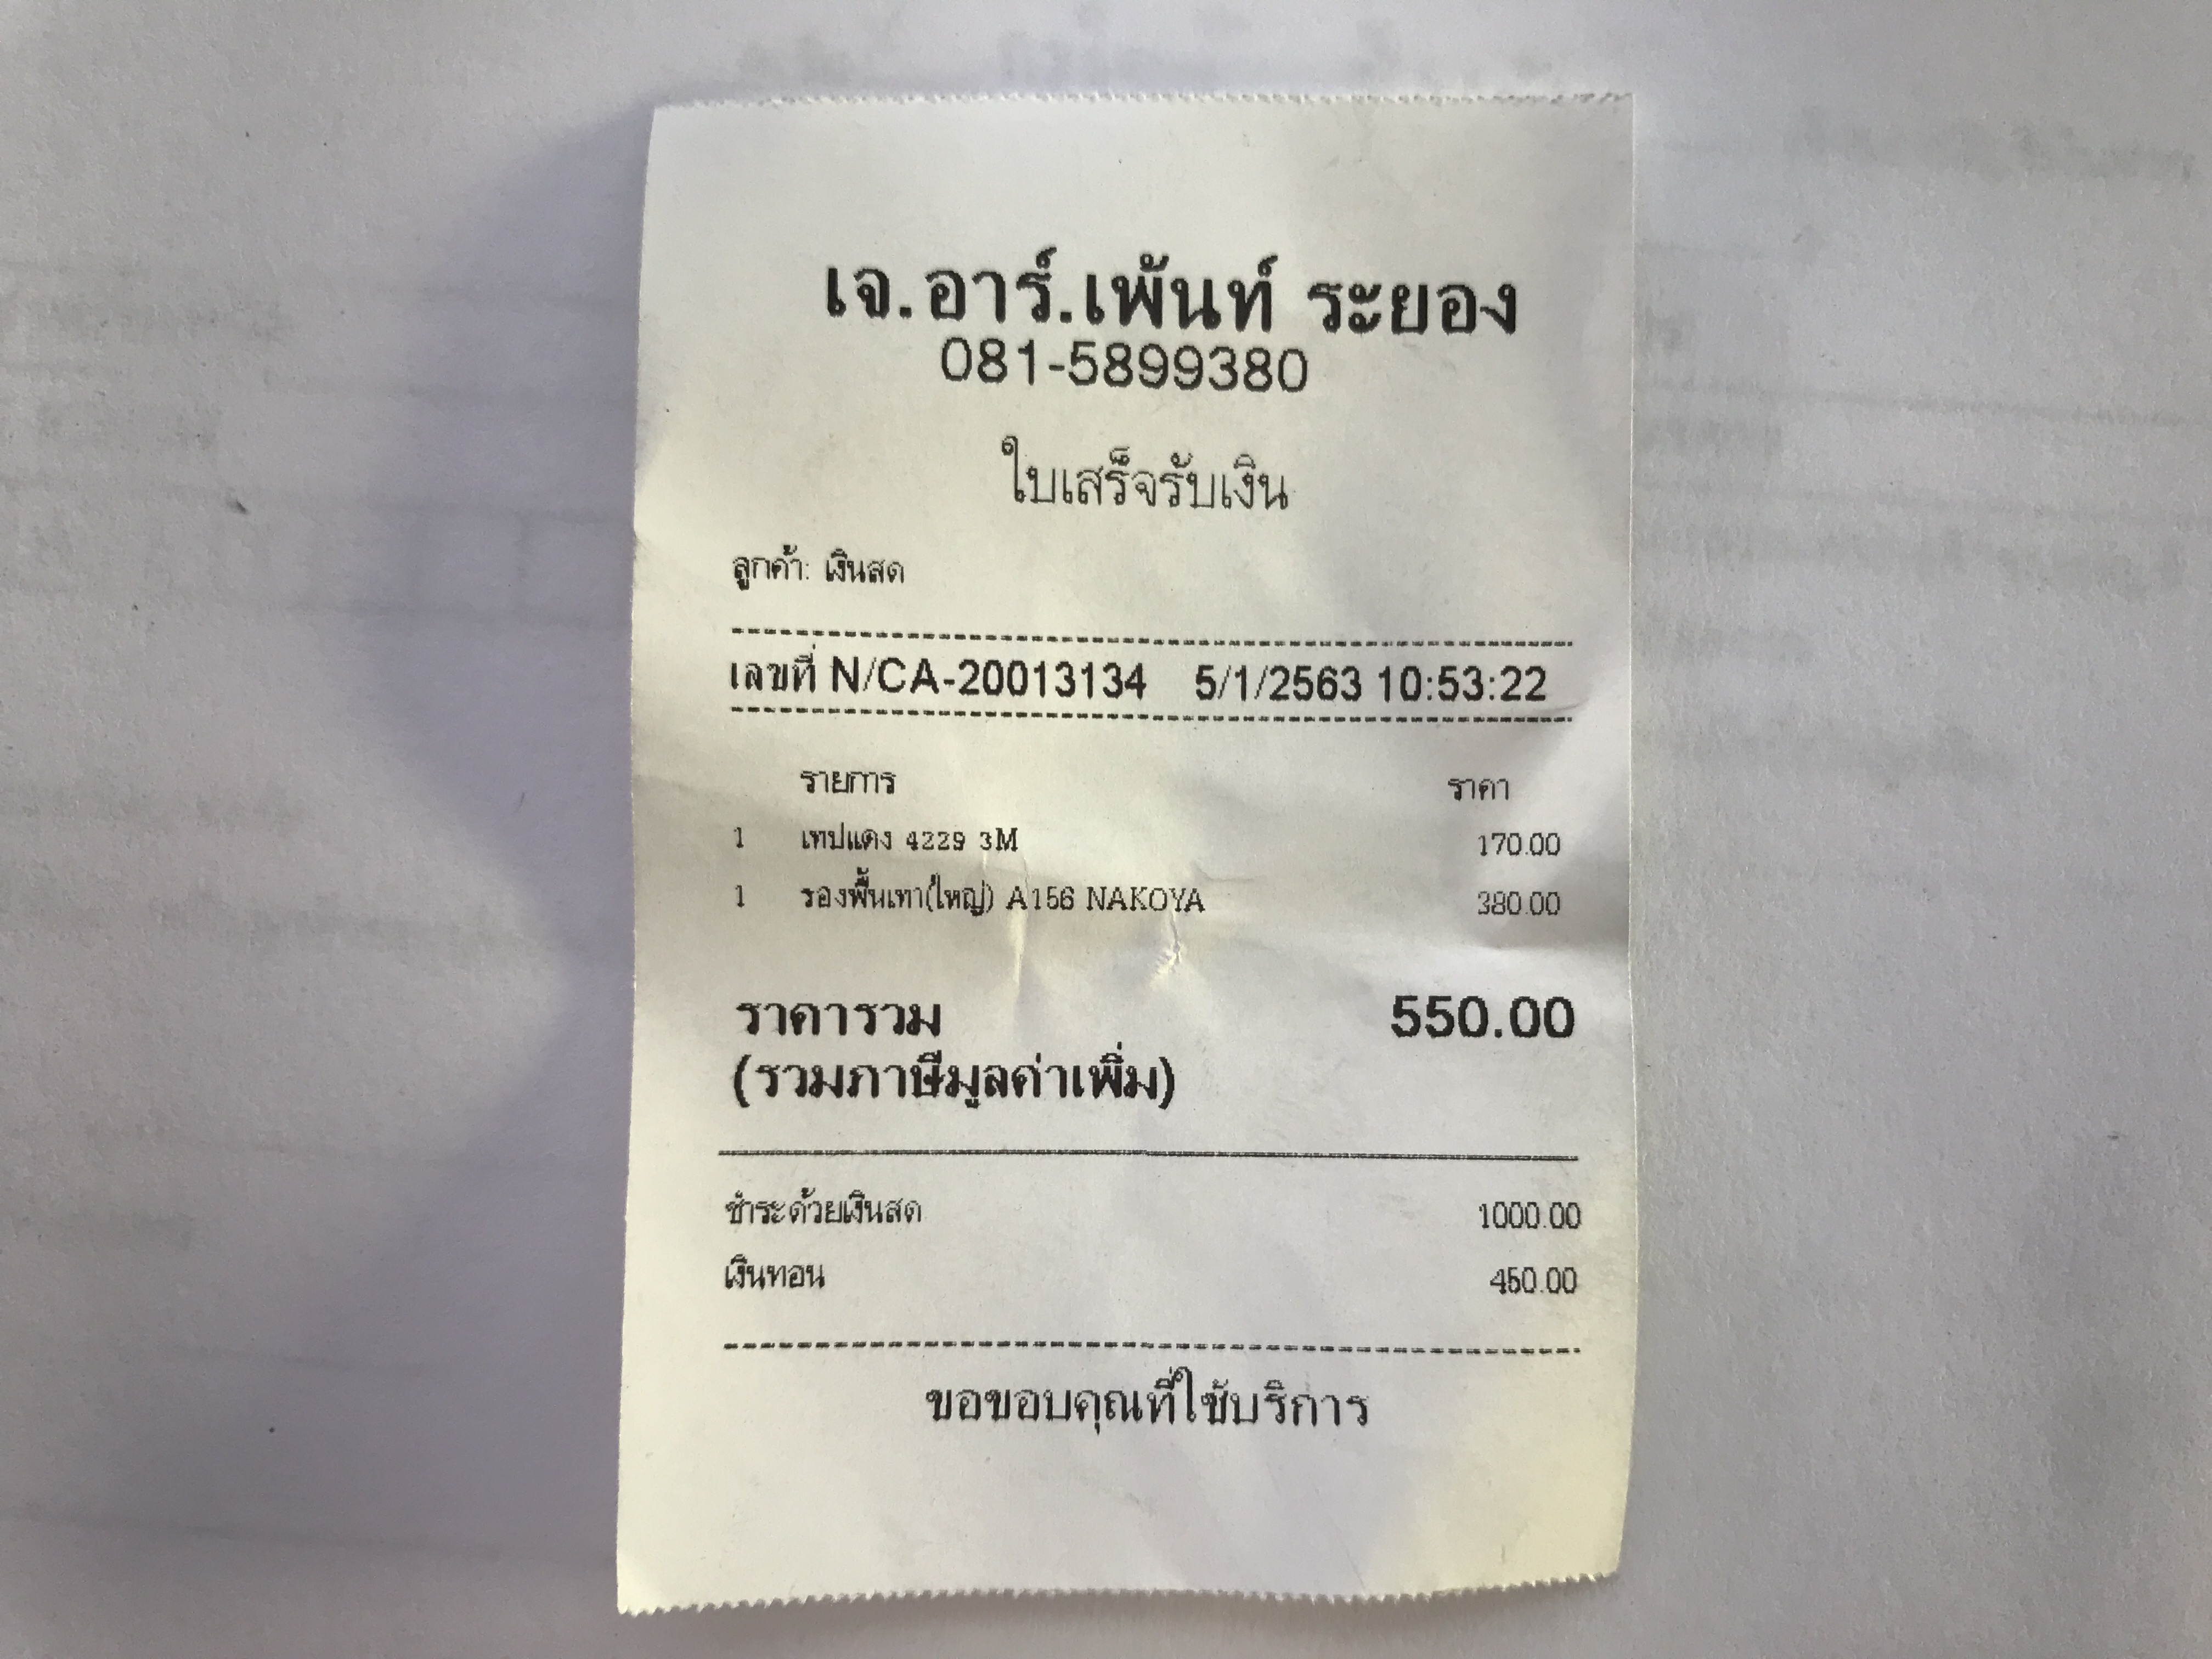 เจ.อาร์.เพ้นท์ ระยอง
081-5899380
ใบเสร็จรับเงิน
ลูกค้า: เงินสด
เลขที่ N/CA-20013134 5/1/2563 10:53:22
รายการ ราคา
1 เทปแดง 4229 3M 170.00
1 รองพื้นเทา(ใหญ่) A156 NAKOYA 380.00
ราคารวม 550.00
(รวมภาษีมูลค่าเพิ่ม)
ชำระด้วยเงินสด 1000.00
เงินทอน 450.00
ขอขอบคุณที่ใช้บริการ